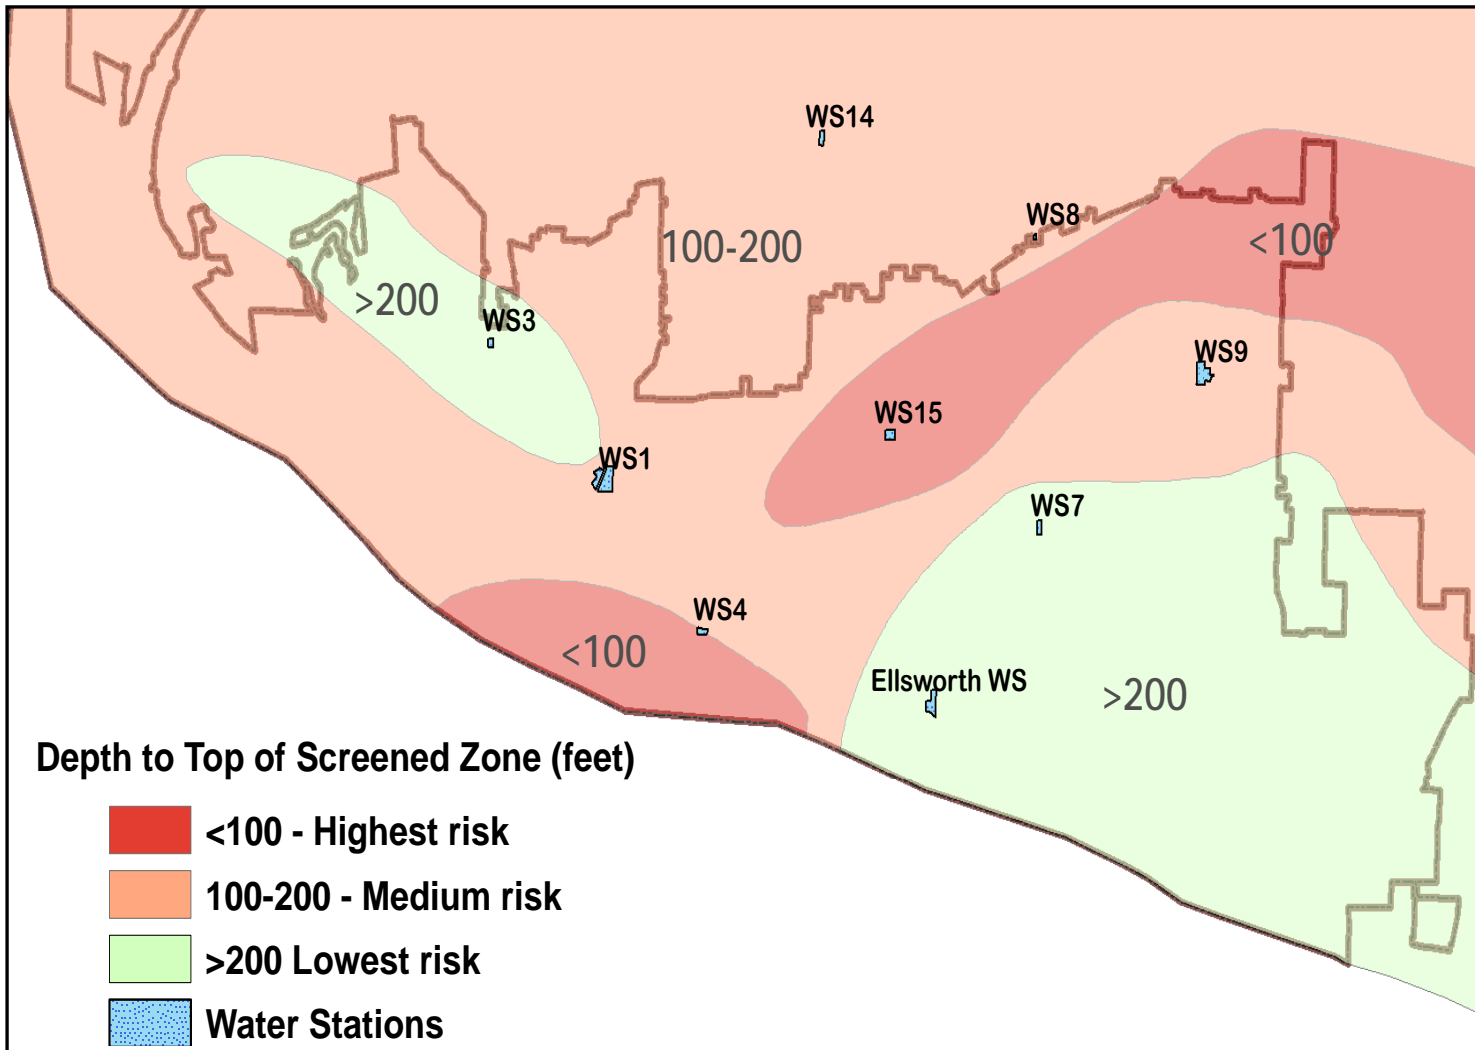 WS14
WS8
100-200
<100
>200
WS3
WS9
WS15
WS1
WS7
WS4
<100
Ellsworth WS
>200
Depth to Top of Screened Zone (feet)
<100 - Highest risk
100-200 - Medium risk
>200 Lowest risk
Water Stations